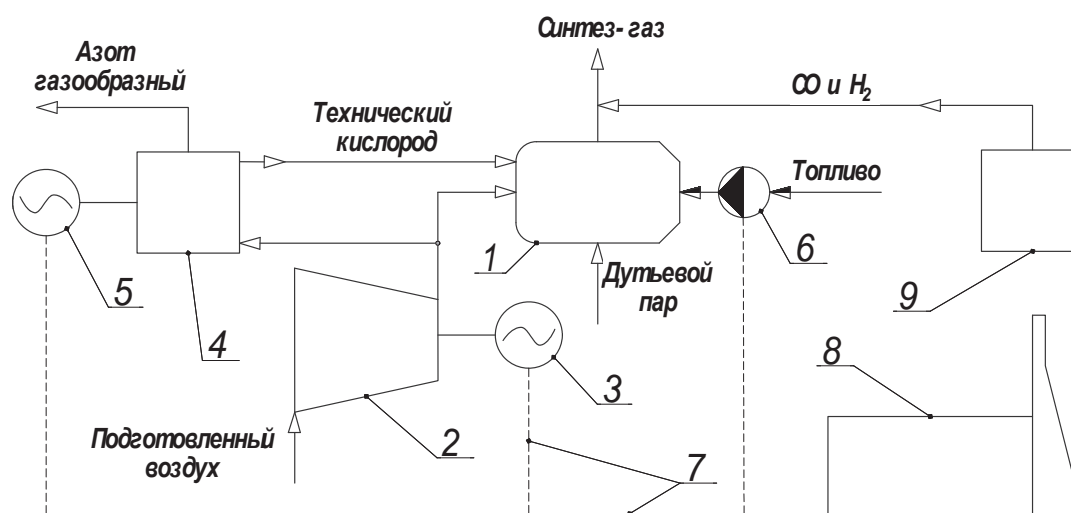 Синтез- газ
Азот
газообразный
CO и H2
Технический
кислород
Топливо
1
6
Дутьевой
пар
5
4
9
3
8
2
Подготовленный
воздух
7